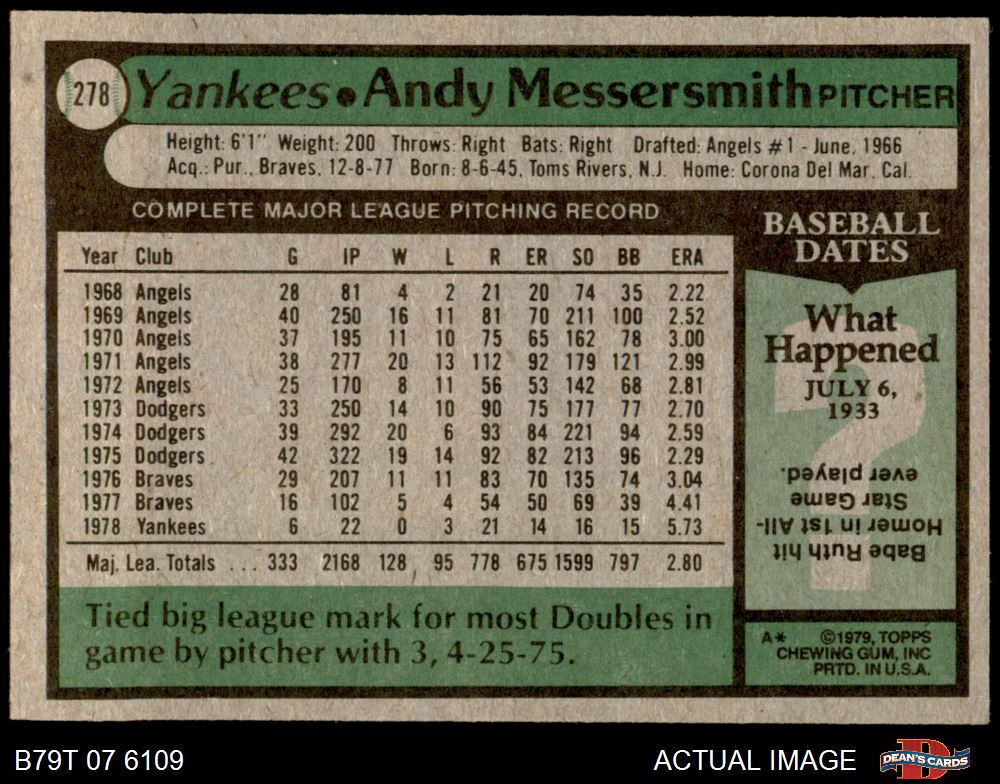 278 Yankees • Andy Messersmith PITCHER
Height: 6'1" Weight: 200 Throws: Right Bats: Right Drafted: Angels #1 - June, 1966
Acq.: Pur., Braves, 12-8-77 Born: 8-6-45, Toms Rivers, N.J. Home: Corona Del Mar, Cal.
COMPLETE MAJOR LEAGUE PITCHING RECORD
Year Club G IP W L R ER SO BB ERA
1968 Angels 28 81 4 2 21 20 74 35 2.22
1969 Angels 40 250 16 11 81 70 211 100 2.52
1970 Angels 37 195 11 10 75 65 162 78 3.00
1971 Angels 38 277 20 13 112 92 179 121 2.99
1972 Angels 25 170 8 11 56 53 142 68 2.81
1973 Dodgers 33 250 14 10 90 75 177 77 2.70
1974 Dodgers 39 292 20 6 93 84 221 94 2.59
1975 Dodgers 42 322 19 14 92 82 213 96 2.29
1976 Braves 29 207 11 11 83 70 135 74 3.04
1977 Braves 16 102 5 4 54 50 69 39 4.41
1978 Yankees 6 22 0 3 21 14 16 15 5.73
Maj. Lea. Totals ... 333 2168 128 95 778 675 1599 797 2.80
Tied big league mark for most Doubles in
game by pitcher with 3, 4-25-75.
BASEBALL
DATES
What
Happened
JULY 6,
1933
?
Babe Ruth hit
Homer in 1st All-
Star Game
ever played.
A* ©1979, TOPPS
CHEWING GUM, INC
PRTD. IN U.S.A.
B79T 07 6109
ACTUAL IMAGE
D
DEAN'S CARDS